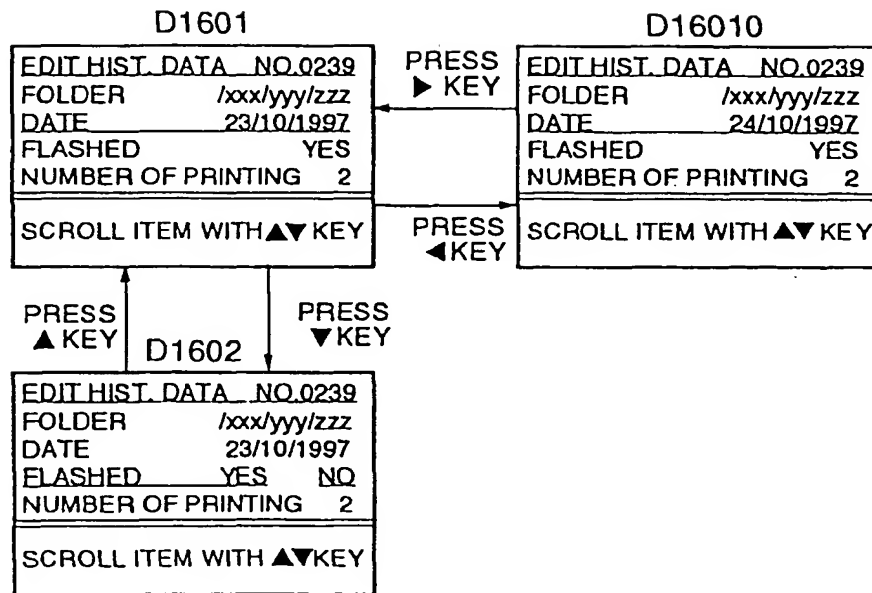 D1601
EDIT HIST. DATA NO.0239
FOLDER /xxx/yyy/zzz
DATE 23/10/1997
FLASHED YES
NUMBER OF PRINTING 2
SCROLL ITEM WITH ▲▼ KEY
PRESS
▶ KEY
PRESS
◀ KEY
D16010
EDIT HIST. DATA NO.0239
FOLDER /xxx/yyy/zzz
DATE 24/10/1997
FLASHED YES
NUMBER OF PRINTING 2
SCROLL ITEM WITH ▲▼ KEY
PRESS
▲ KEY
PRESS
▼ KEY
D1602
EDIT HIST. DATA NO.0239
FOLDER /xxx/yyy/zzz
DATE 23/10/1997
FLASHED YES NO
NUMBER OF PRINTING 2
SCROLL ITEM WITH ▲▼ KEY